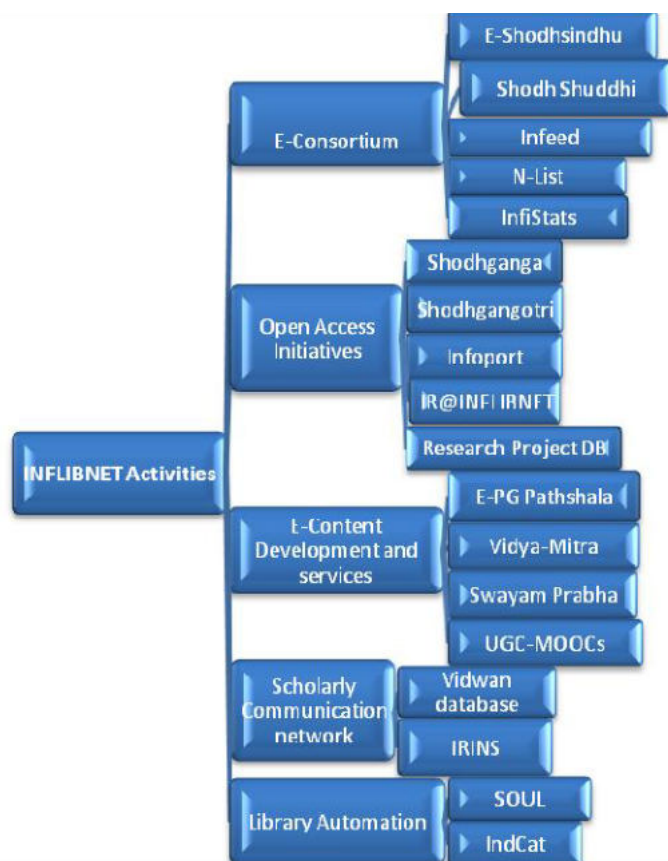 INFLIBNET Activities
E-Consortium
E-Shodhsindhu
Shodh Shuddhi
Infeed
N-List
InfiStats
Open Access
Initiatives
Shodhganga
Shodhgangotri
Infoport
IR@INFLIBNET
Research Project DB
E-Content
Development and
services
E-PG Pathshala
Vidya-Mitra
Swayam Prabha
UGC-MOOCs
Scholarly
Communication
network
Vidwan
database
IRINS
Library Automation
SOUL
IndCat